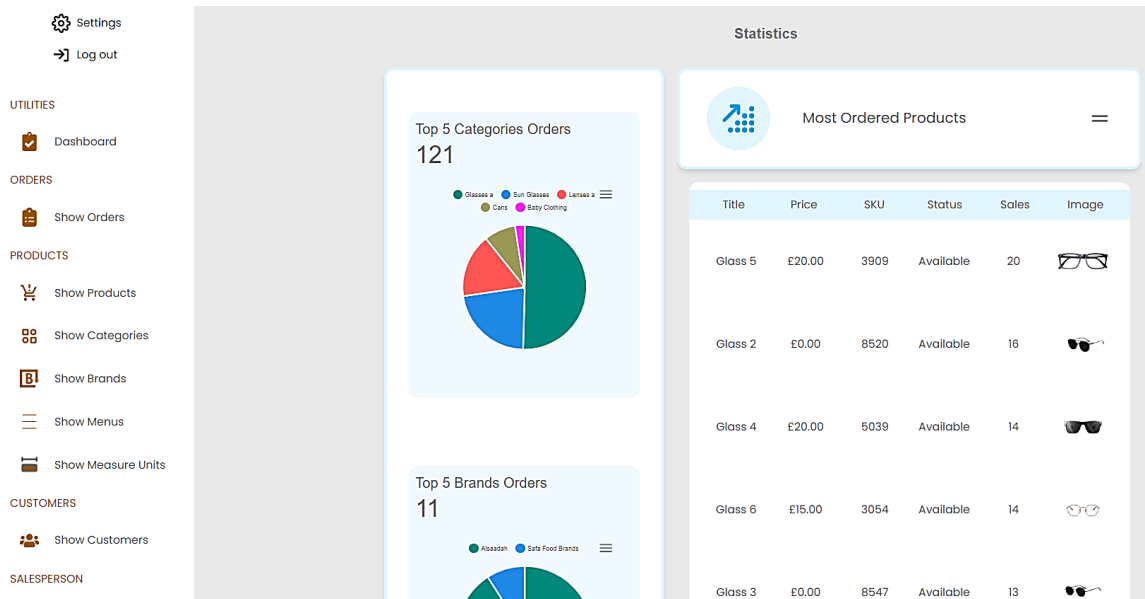 Settings
Log out
UTILITIES
Dashboard
ORDERS
Show Orders
PRODUCTS
Show Products
Show Categories
Show Brands
Show Menus
Show Measure Units
CUSTOMERS
Show Customers
SALESPERSON
Statistics
Top 5 Categories Orders
121
Glasses a Sun Glasses Lenses a
Cans Baby Clothing
Top 5 Brands Orders
11
Alsaadah Safa Food Brands
Most Ordered Products
Title Price SKU Status Sales Image
Glass 5 £20.00 3909 Available 20
Glass 2 £0.00 8520 Available 16
Glass 4 £20.00 5039 Available 14
Glass 6 £15.00 3054 Available 14
Glass 3 £0.00 8547 Available 13